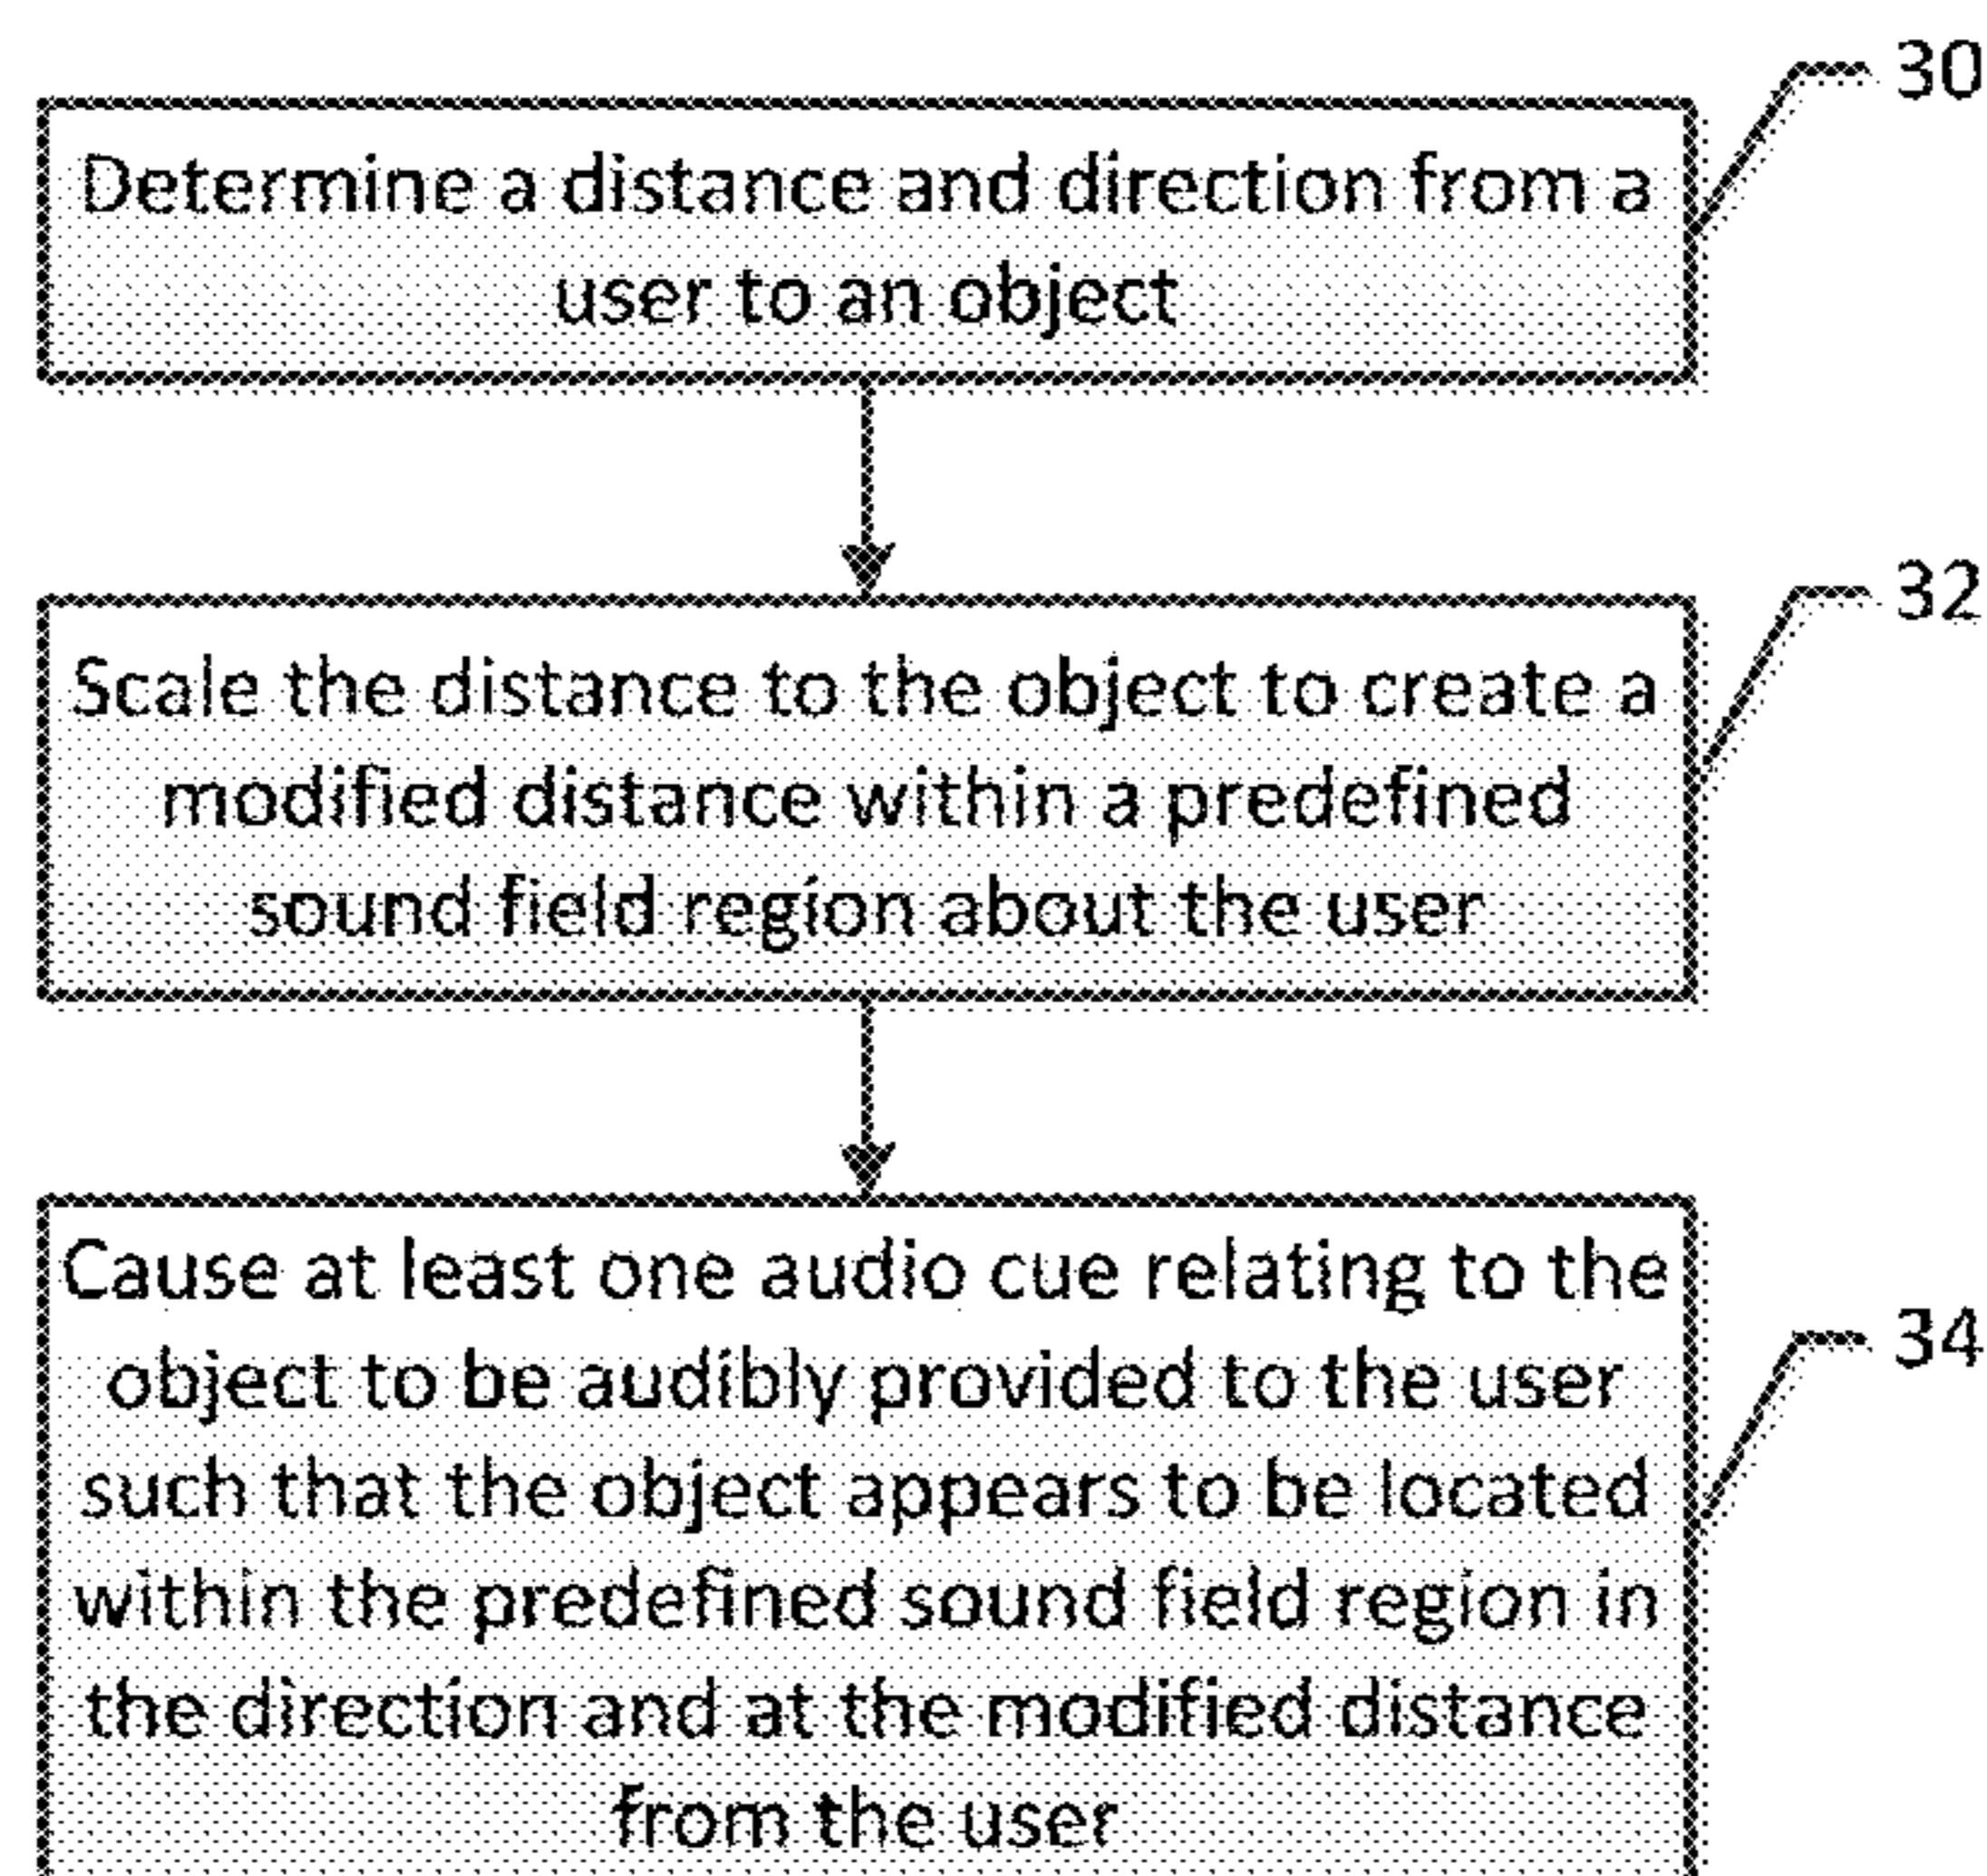 30
Determine a distance and direction from a
user to an object
32
Scale the distance to the object to create a
modified distance within a predefined
sound field region about the user
34
Cause at least one audio cue relating to the
object to be audibly provided to the user
such that the object appears to be located
within the predefined sound field region in
the direction and at the modified distance
from the user